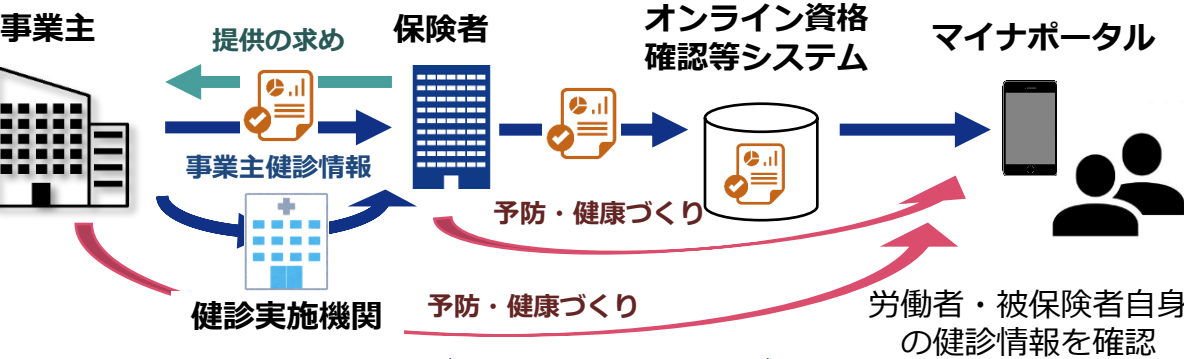 事業主
提供の求め
保険者
オンライン資格
確認等システム
マイナポータル
事業主健診情報
予防・健康づくり
健診実施機関
予防・健康づくり
労働者・被保険者自身
の健診情報を確認